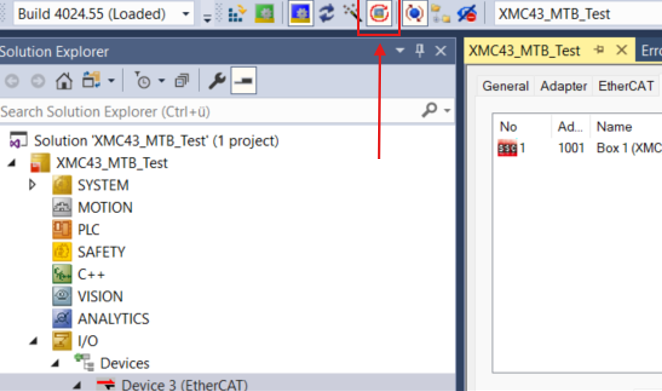 Build 4024.55 (Loaded)
XMC43_MTB_Test
Solution Explorer
XMC43_MTB_Test
Search Solution Explorer (Ctrl+ü)
General Adapter EtherCAT
Solution 'XMC43_MTB_Test' (1 project)
XMC43_MTB_Test
SYSTEM
MOTION
PLC
SAFETY
C++
VISION
ANALYTICS
I/O
Devices
Device 3 (EtherCAT)
No Ad... Name
1 1001 Box 1 (XMC